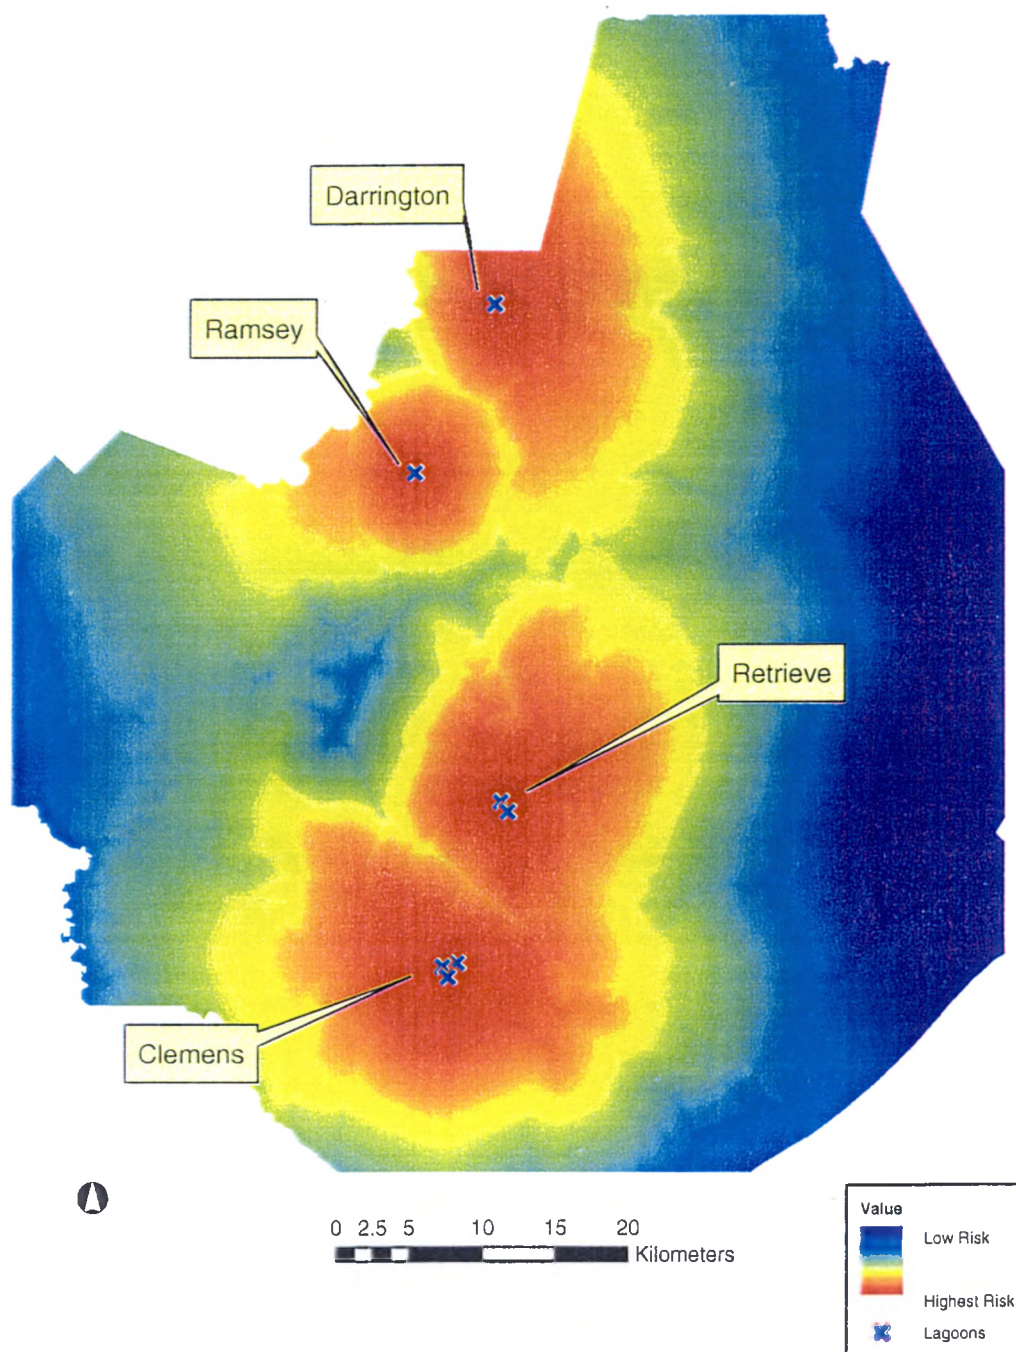 Darrington
Ramsey
Retrieve
Clemens
0 2.5 5 10 15 20
Kilometers
Value
Low Risk
Highest Risk
Lagoons